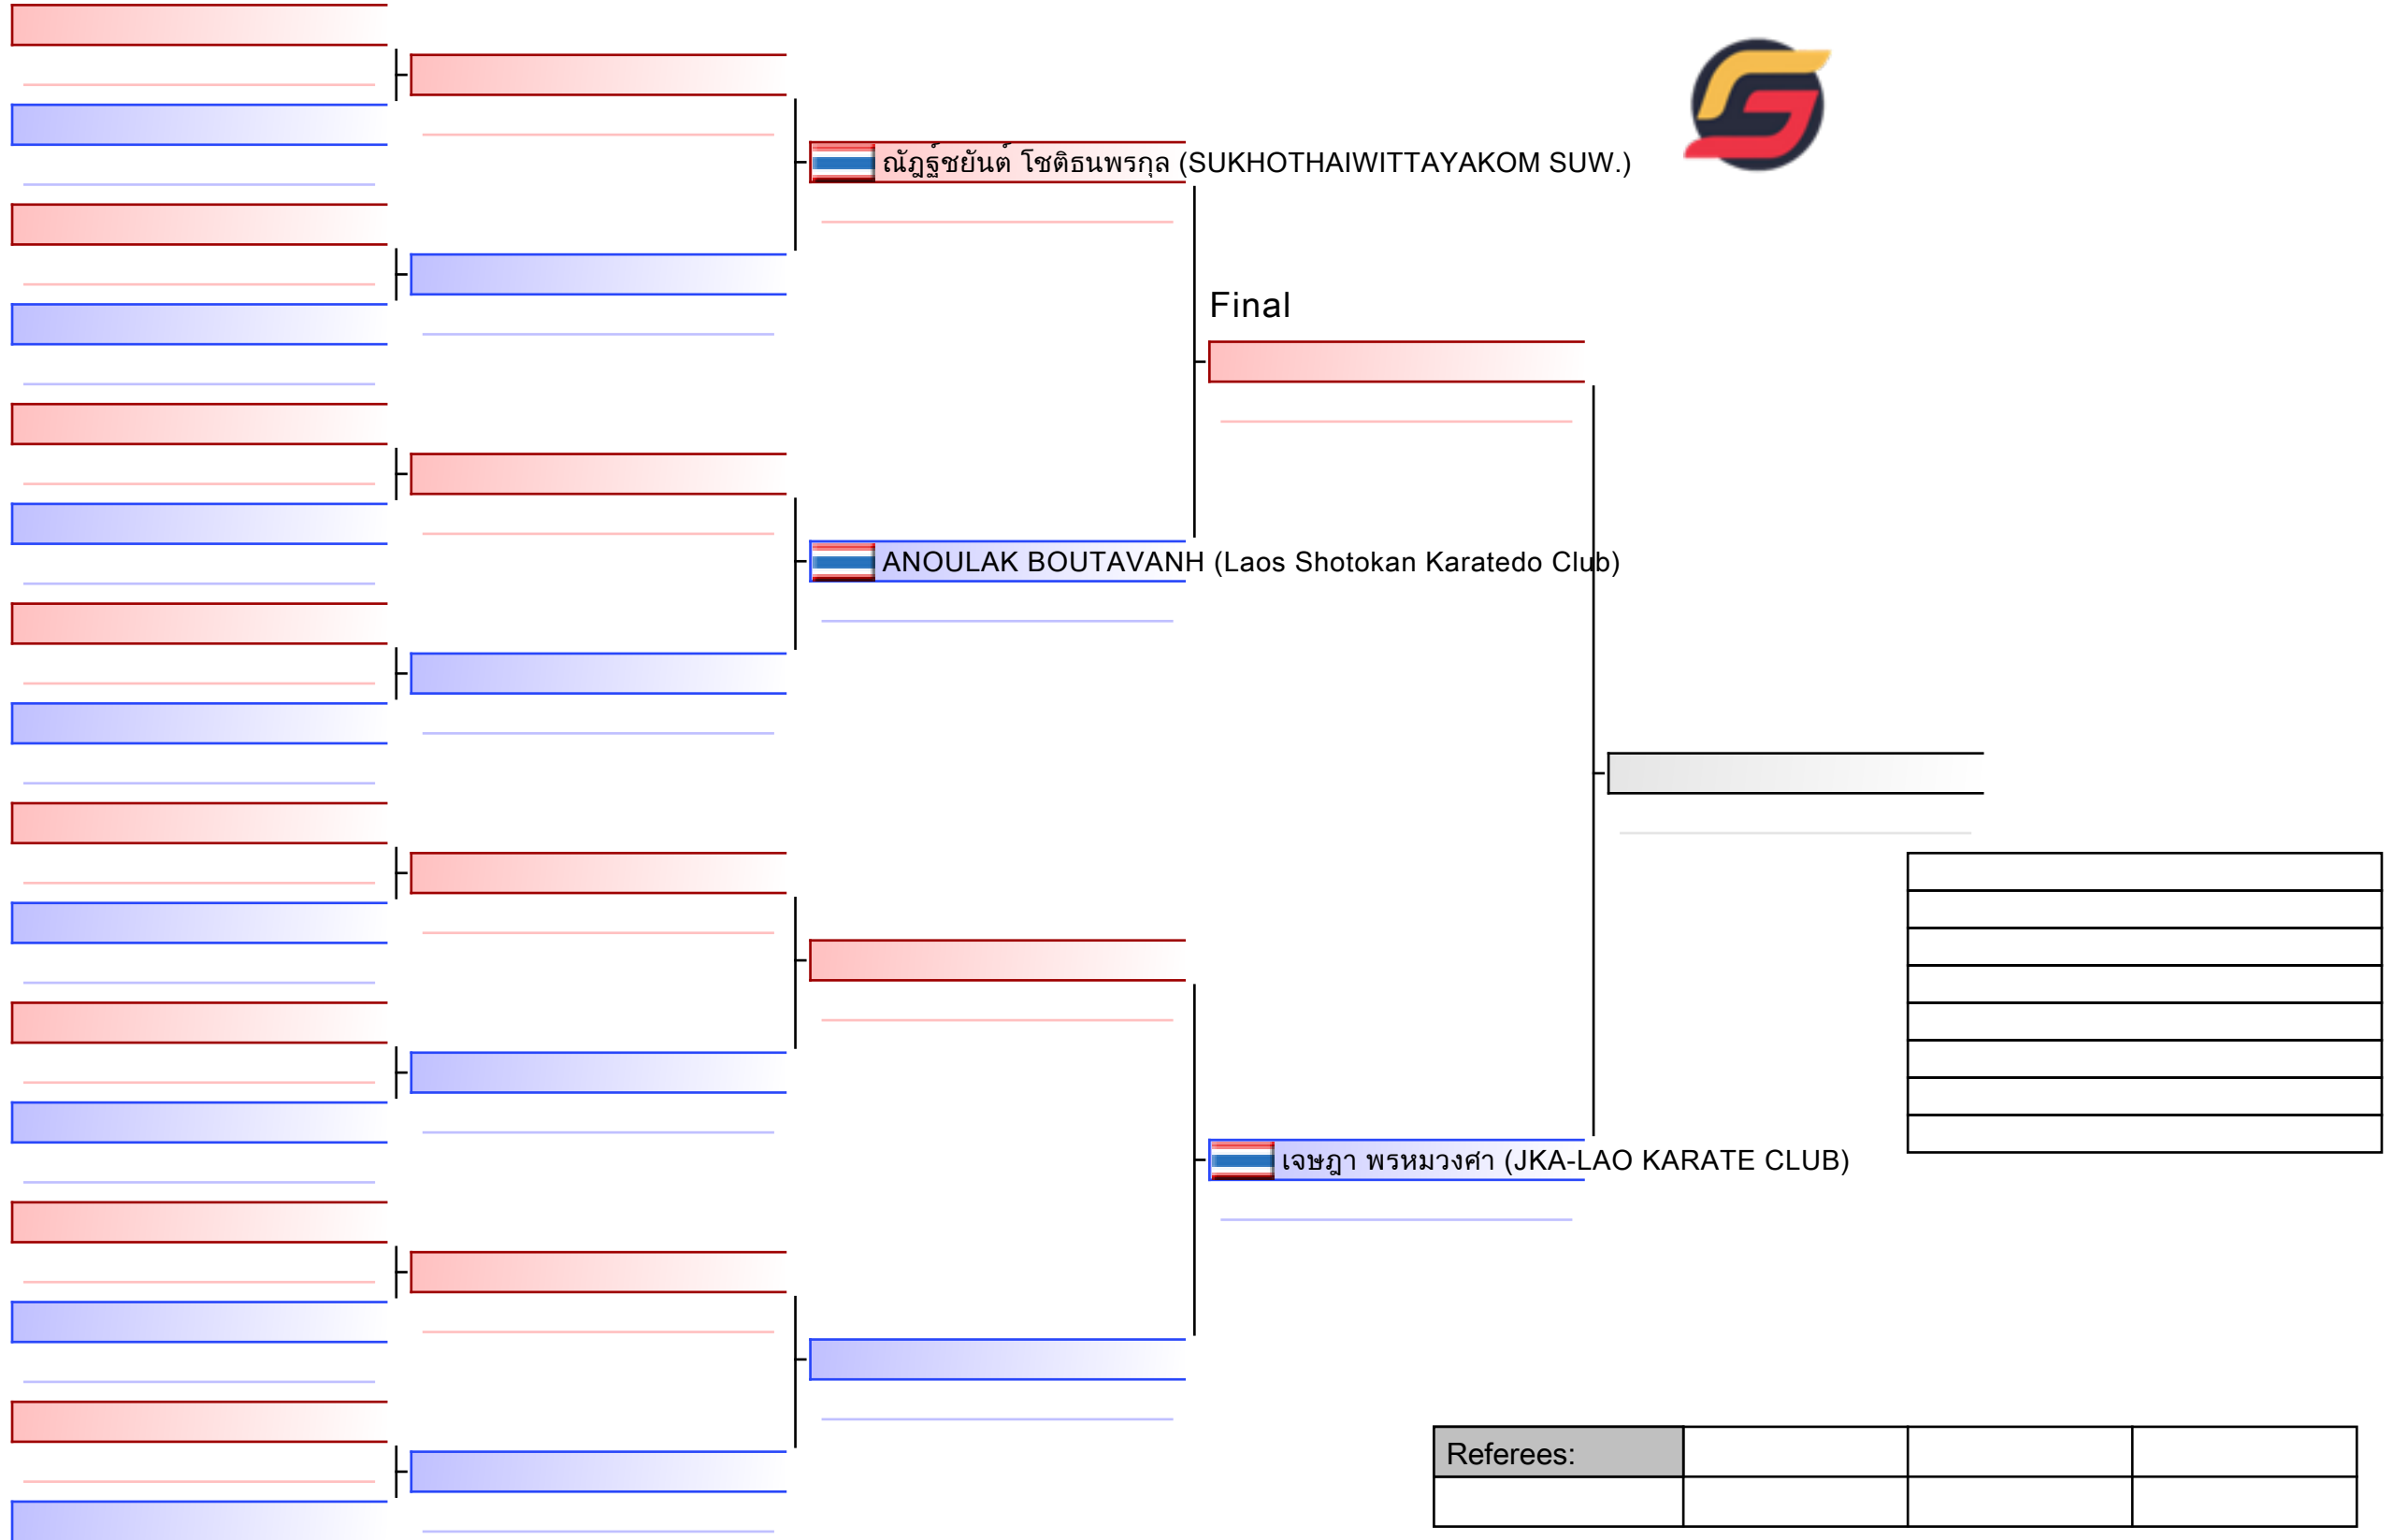 ณัฏฐ์ชยันต์ โชติธนพรกุล (SUKHOTHAIWITTAYAKOM SUW.)
Final
ANOULAK BOUTAVANH (Laos Shotokan Karatedo Club)
เจษฎา พรหมวงศา (JKA-LAO KARATE CLUB)
Referees: